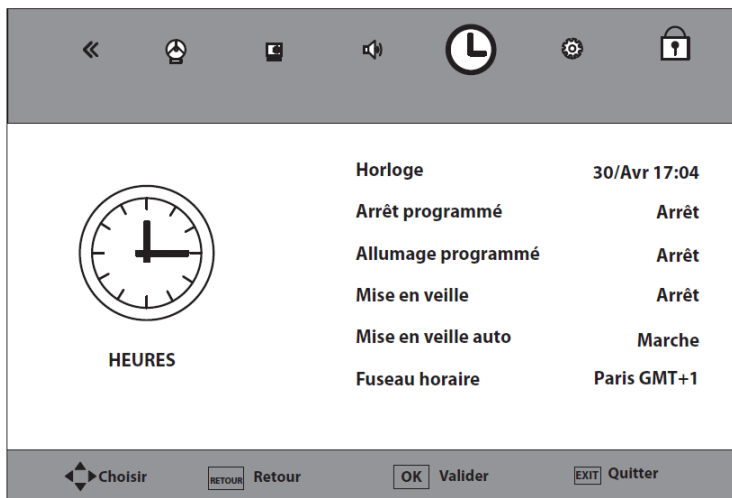 Horloge 30/Avr 17:04
Arrêt programmé Arrêt
Allumage programmé Arrêt
Mise en veille Arrêt
Mise en veille auto Marche
Fuseau horaire Paris GMT+1
HEURES
Choisir RETOUR Retour OK Valider EXIT Quitter